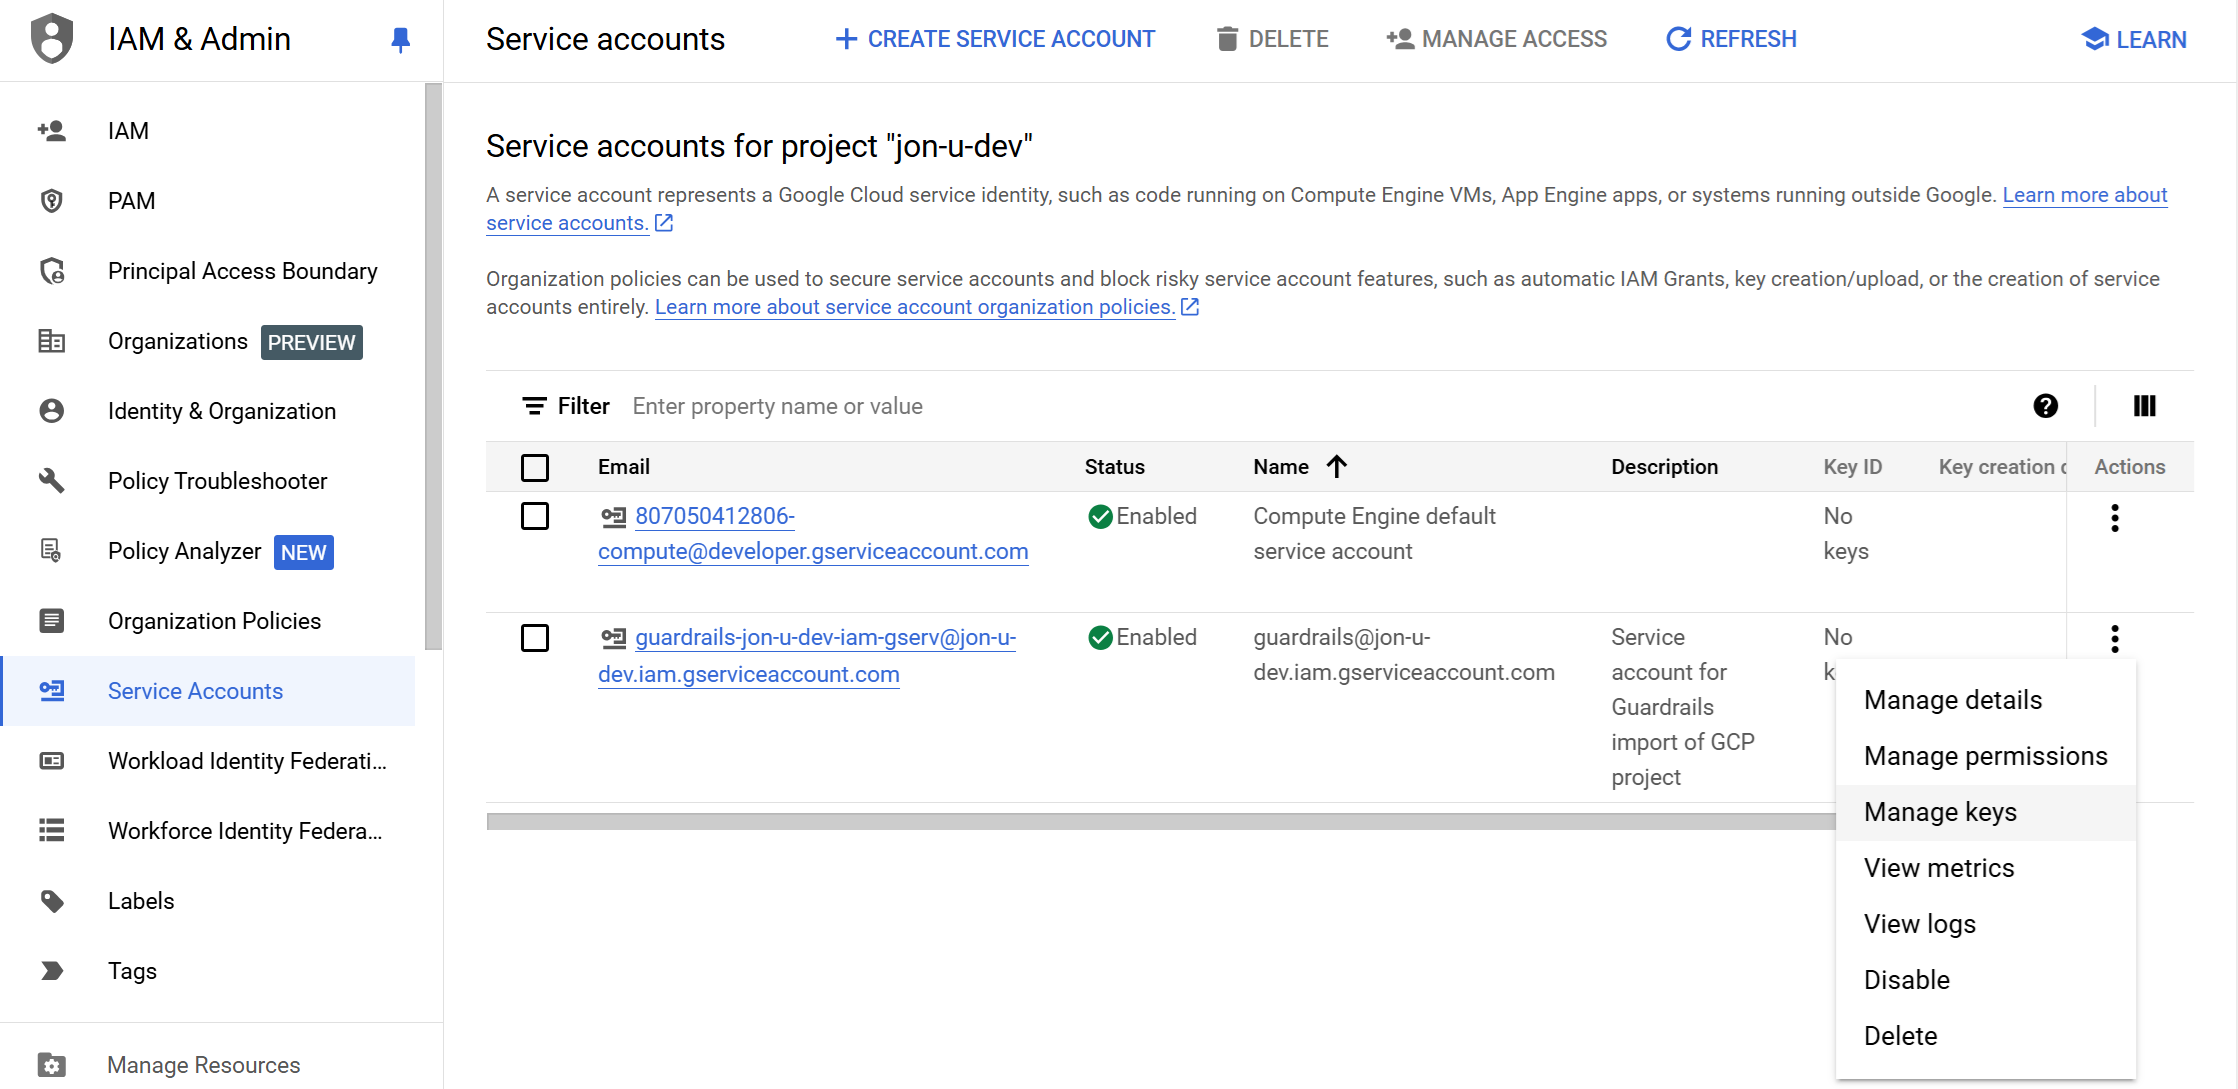 IAM & Admin
Service accounts
CREATE SERVICE ACCOUNT
DELETE
MANAGE ACCESS
REFRESH
LEARN
IAM
PAM
Principal Access Boundary
Organizations PREVIEW
Identity & Organization
Policy Troubleshooter
Policy Analyzer NEW
Organization Policies
Service Accounts
Workload Identity Federati...
Workforce Identity Federa...
Labels
Tags
Manage Resources
Service accounts for project "jon-u-dev"
A service account represents a Google Cloud service identity, such as code running on Compute Engine VMs, App Engine apps, or systems running outside Google. Learn more about
service accounts.
Organization policies can be used to secure service accounts and block risky service account features, such as automatic IAM Grants, key creation/upload, or the creation of service
accounts entirely. Learn more about service account organization policies.
Filter Enter property name or value
Email Status Name Description Key ID Key creation Actions
807050412806-
compute@developer.gserviceaccount.com
Enabled
Compute Engine default
service account
No
keys
guardrails-jon-u-dev-iam-gserv@jon-u-
dev.iam.gserviceaccount.com
Enabled
guardrails@jon-u-
dev.iam.gserviceaccount.com
Service
account for
Guardrails
import of GCP
project
No
Manage details
Manage permissions
Manage keys
View metrics
View logs
Disable
Delete